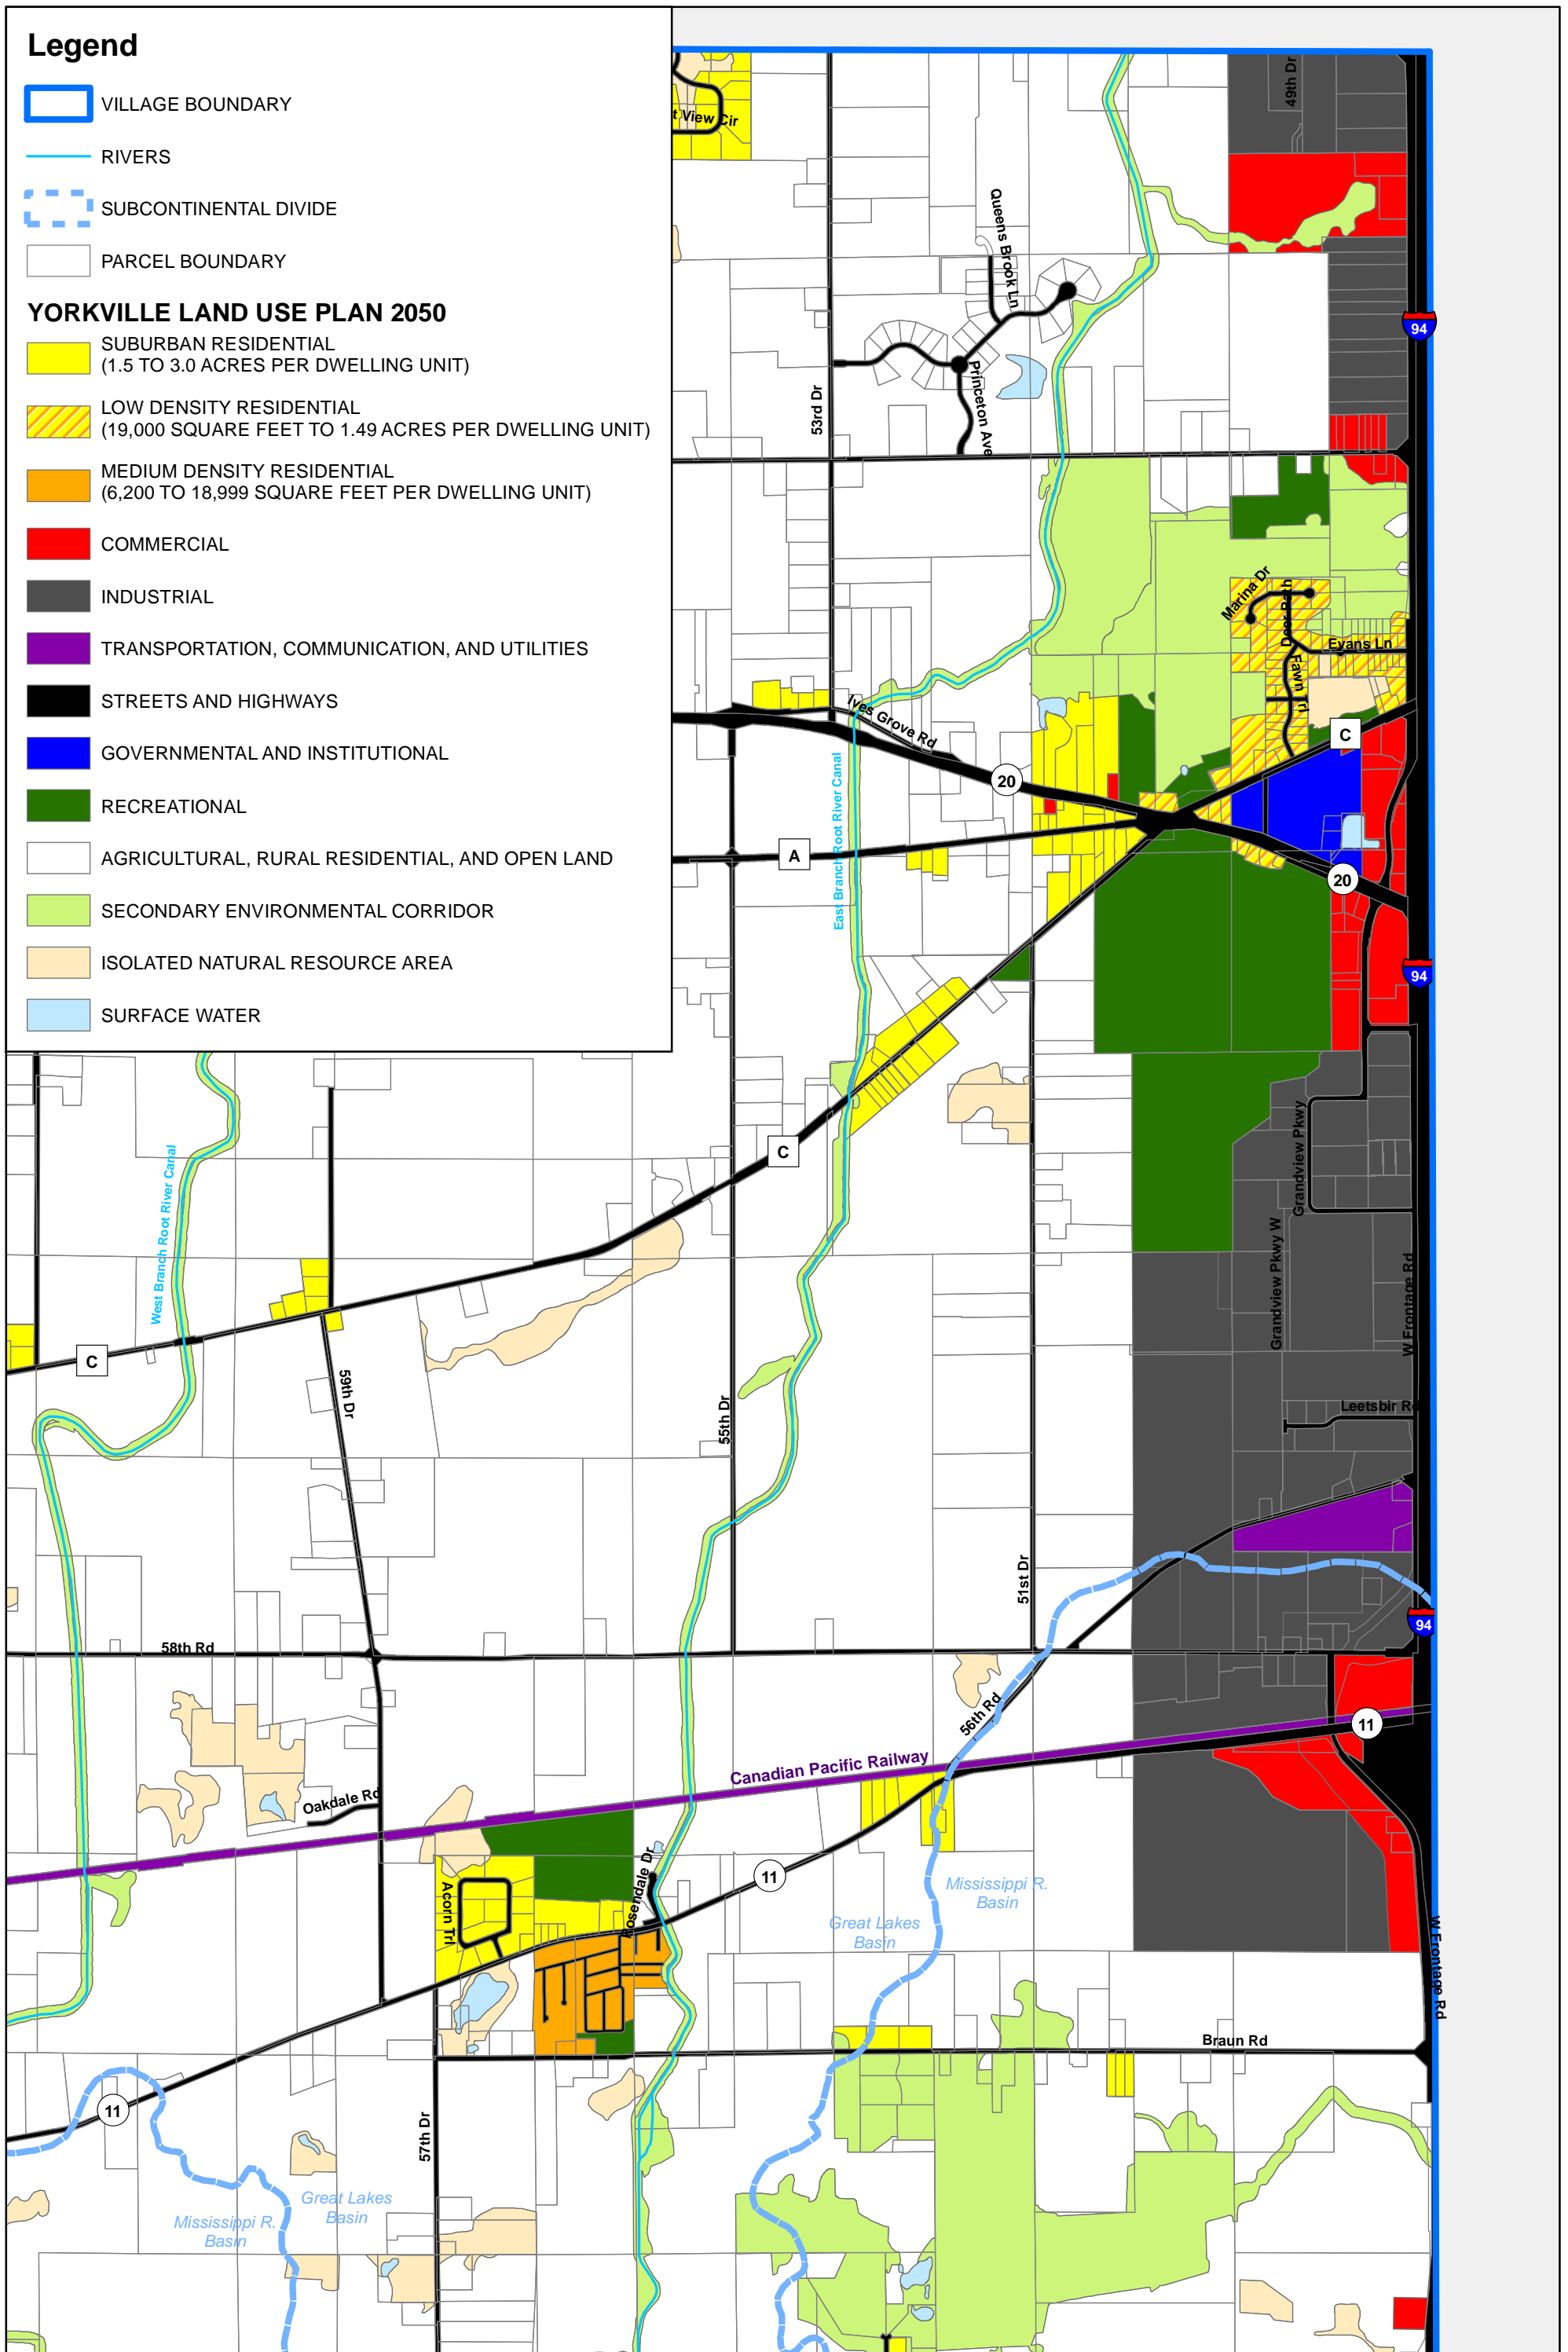 Legend
VILLAGE BOUNDARY
RIVERS
SUBCONTINENTAL DIVIDE
PARCEL BOUNDARY
YORKVILLE LAND USE PLAN 2050
SUBURBAN RESIDENTIAL
(1.5 TO 3.0 ACRES PER DWELLING UNIT)
LOW DENSITY RESIDENTIAL
(19,000 SQUARE FEET TO 1.49 ACRES PER DWELLING UNIT)
MEDIUM DENSITY RESIDENTIAL
(6,200 TO 18,999 SQUARE FEET PER DWELLING UNIT)
COMMERCIAL
INDUSTRIAL
TRANSPORTATION, COMMUNICATION, AND UTILITIES
STREETS AND HIGHWAYS
GOVERNMENTAL AND INSTITUTIONAL
RECREATIONAL
AGRICULTURAL, RURAL RESIDENTIAL, AND OPEN LAND
SECONDARY ENVIRONMENTAL CORRIDOR
ISOLATED NATURAL RESOURCE AREA
SURFACE WATER
t View Cir
49th Dr
Queens Brook Ln
94
53rd Dr
Princeton Ave
Marina Dr
Deer Path
Evans Ln
Fawn Trl
Ives Grove Rd
C
20
East Branch Root River Canal
A
20
94
C
Grandview Pkwy
West Branch Root River Canal
Grandview Pkwy W
W Frontage Rd
C
59th Dr
55th Dr
Leetsbir Rd
51st Dr
94
58th Rd
56th Rd
11
Canadian Pacific Railway
Oakdale Rd
Rosendale Dr
11
Acorn Trl
Mississippi R.
Basin
Great Lakes
Basin
W Frontage Rd
Braun Rd
11
57th Dr
Great Lakes
Basin
Mississippi R.
Basin